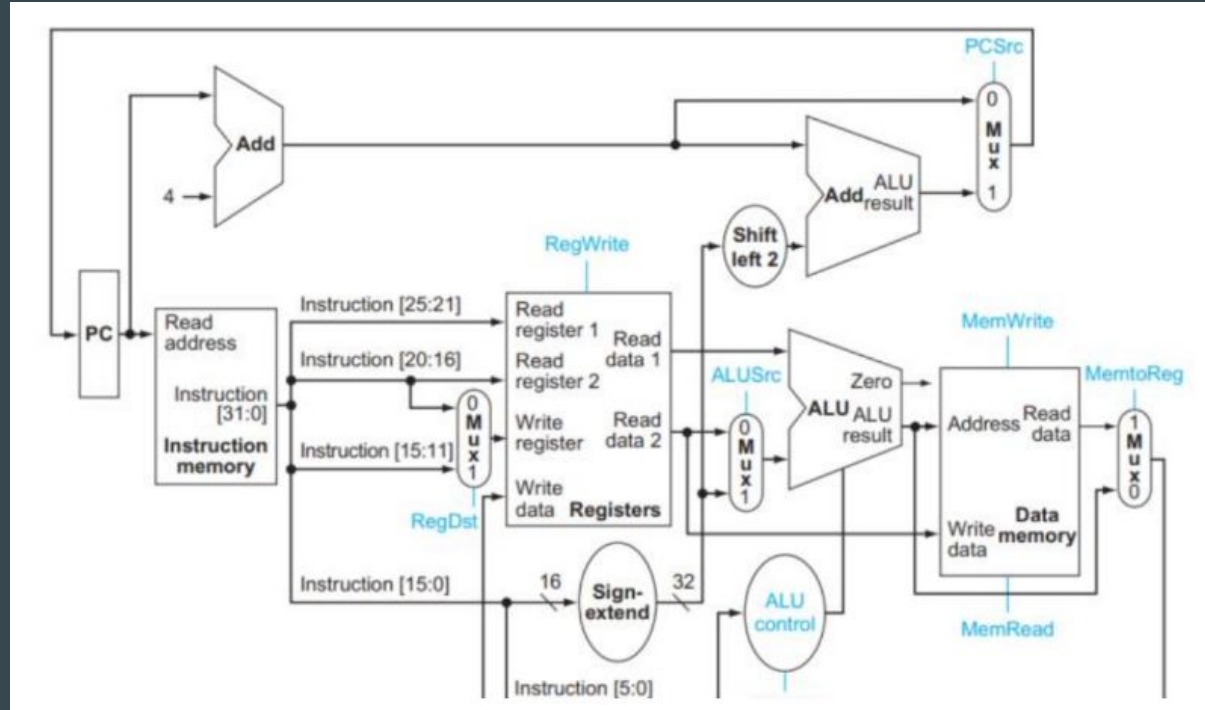 PCSrc
0
M
u
x
1
Add
4
Add
ALU
result
Shift
left 2
RegWrite
PC
Read
address
Instruction
[31:0]
Instruction
memory
Instruction [25:21]
Instruction [20:16]
Instruction [15:11]
Instruction [15:0]
0
M
u
x
1
RegDst
Read
register 1
Read
register 2
Write
register
Write
data
Read
data 1
Read
data 2
Registers
ALUSrc
0
M
u
x
1
Zero
ALU
ALU
result
MemWrite
Address
Read
data
Write
data
Data
memory
MemRead
MemtoReg
1
M
u
x
0
16
Sign-
extend
32
ALU
control
Instruction [5:0]